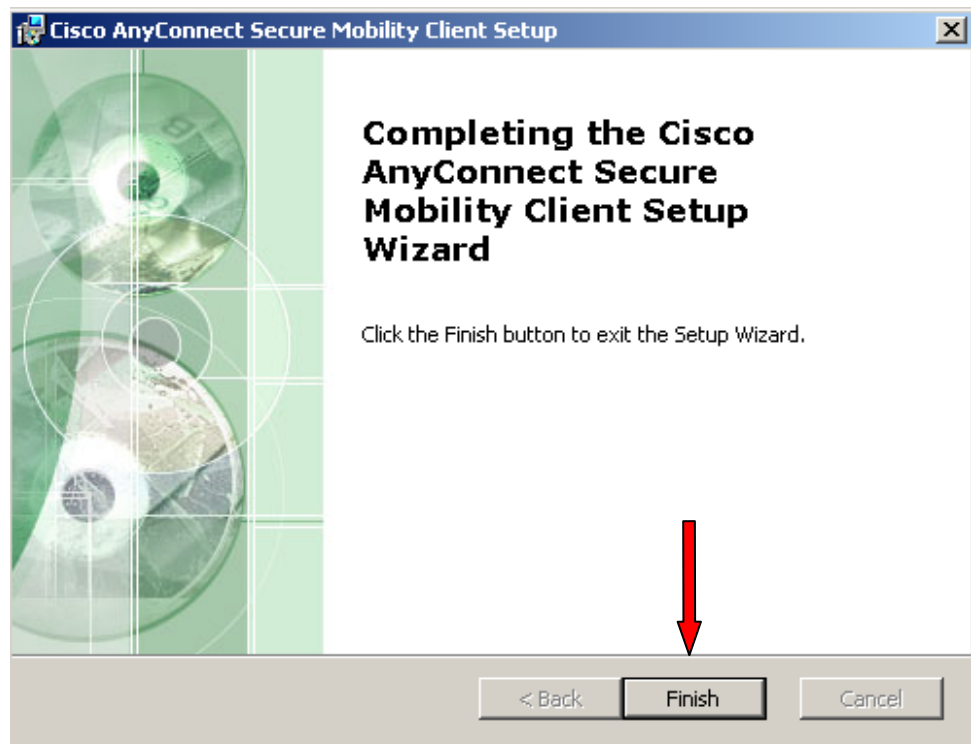 Cisco AnyConnect Secure Mobility Client Setup
Completing the Cisco
AnyConnect Secure
Mobility Client Setup
Wizard
Click the Finish button to exit the Setup Wizard.
< Back
Finish
Cancel